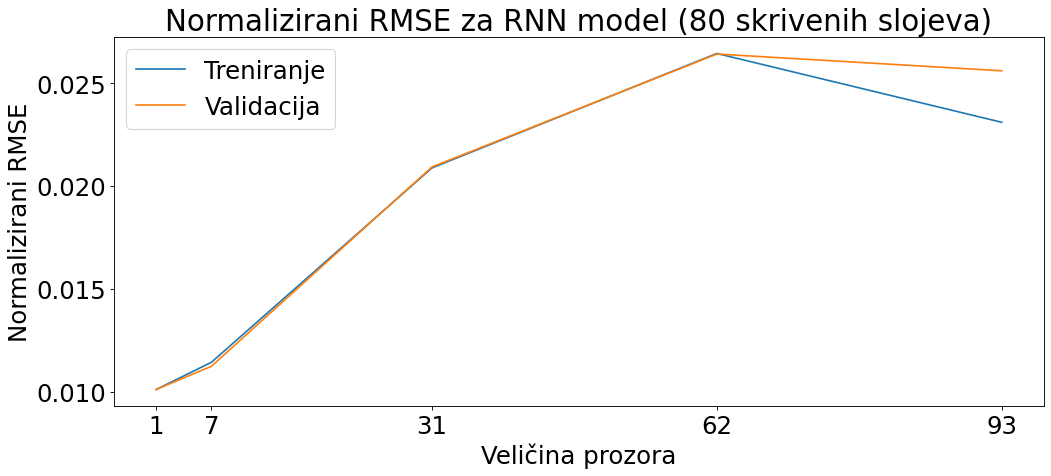 Normalizirani RMSE za RNN model (80 skrivenih slojeva)
Treniranje
Validacija
Normalizirani RMSE
0.025
0.020
0.015
0.010
1 7 31 62 93
Veličina prozora